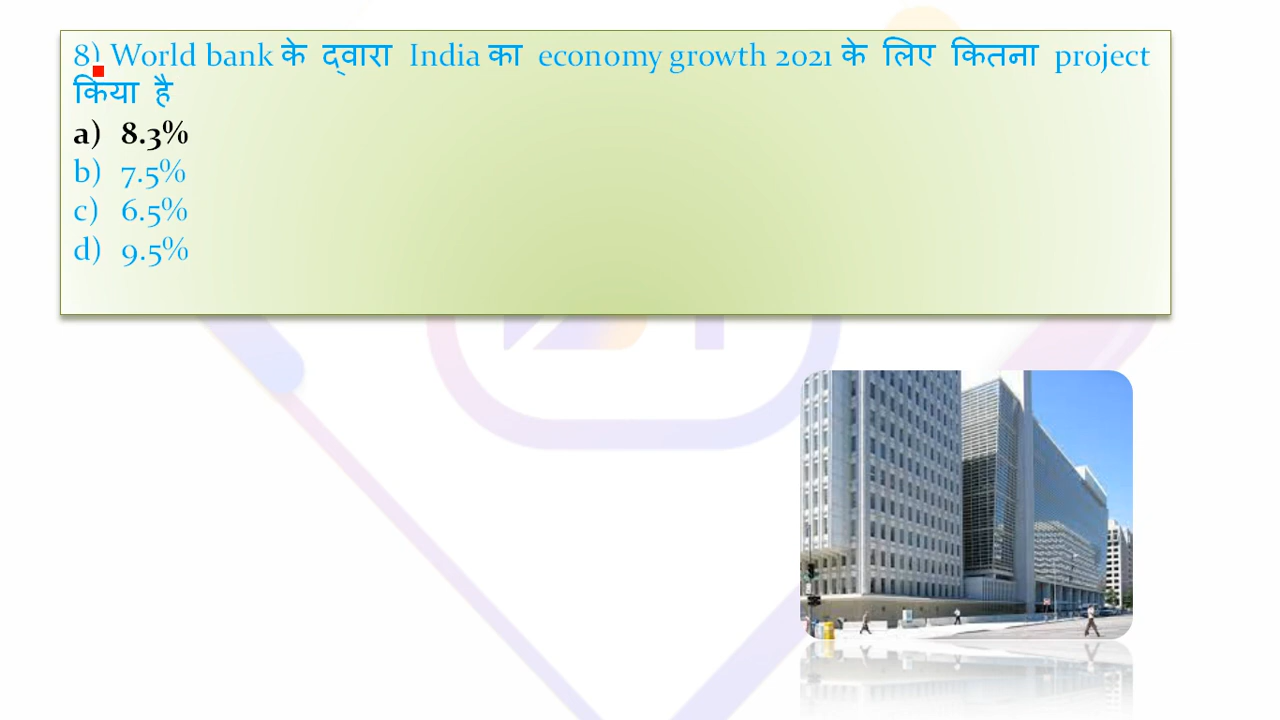 8) World bank के द्वारा India का economy growth 2021 के लिए कितना project
किया है
a) 8.3%
b) 7.5%
c) 6.5%
d) 9.5%